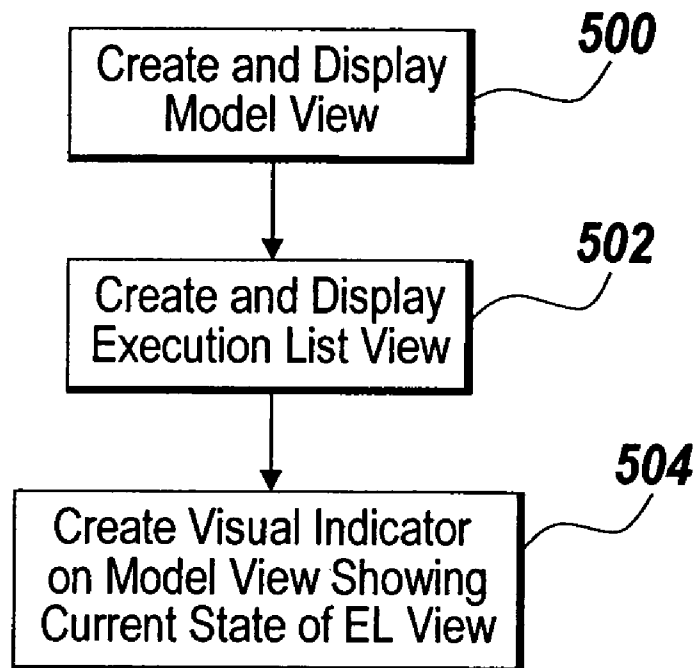 500
Create and Display
Model View
502
Create and Display
Execution List View
504
Create Visual Indicator
on Model View Showing
Current State of EL View